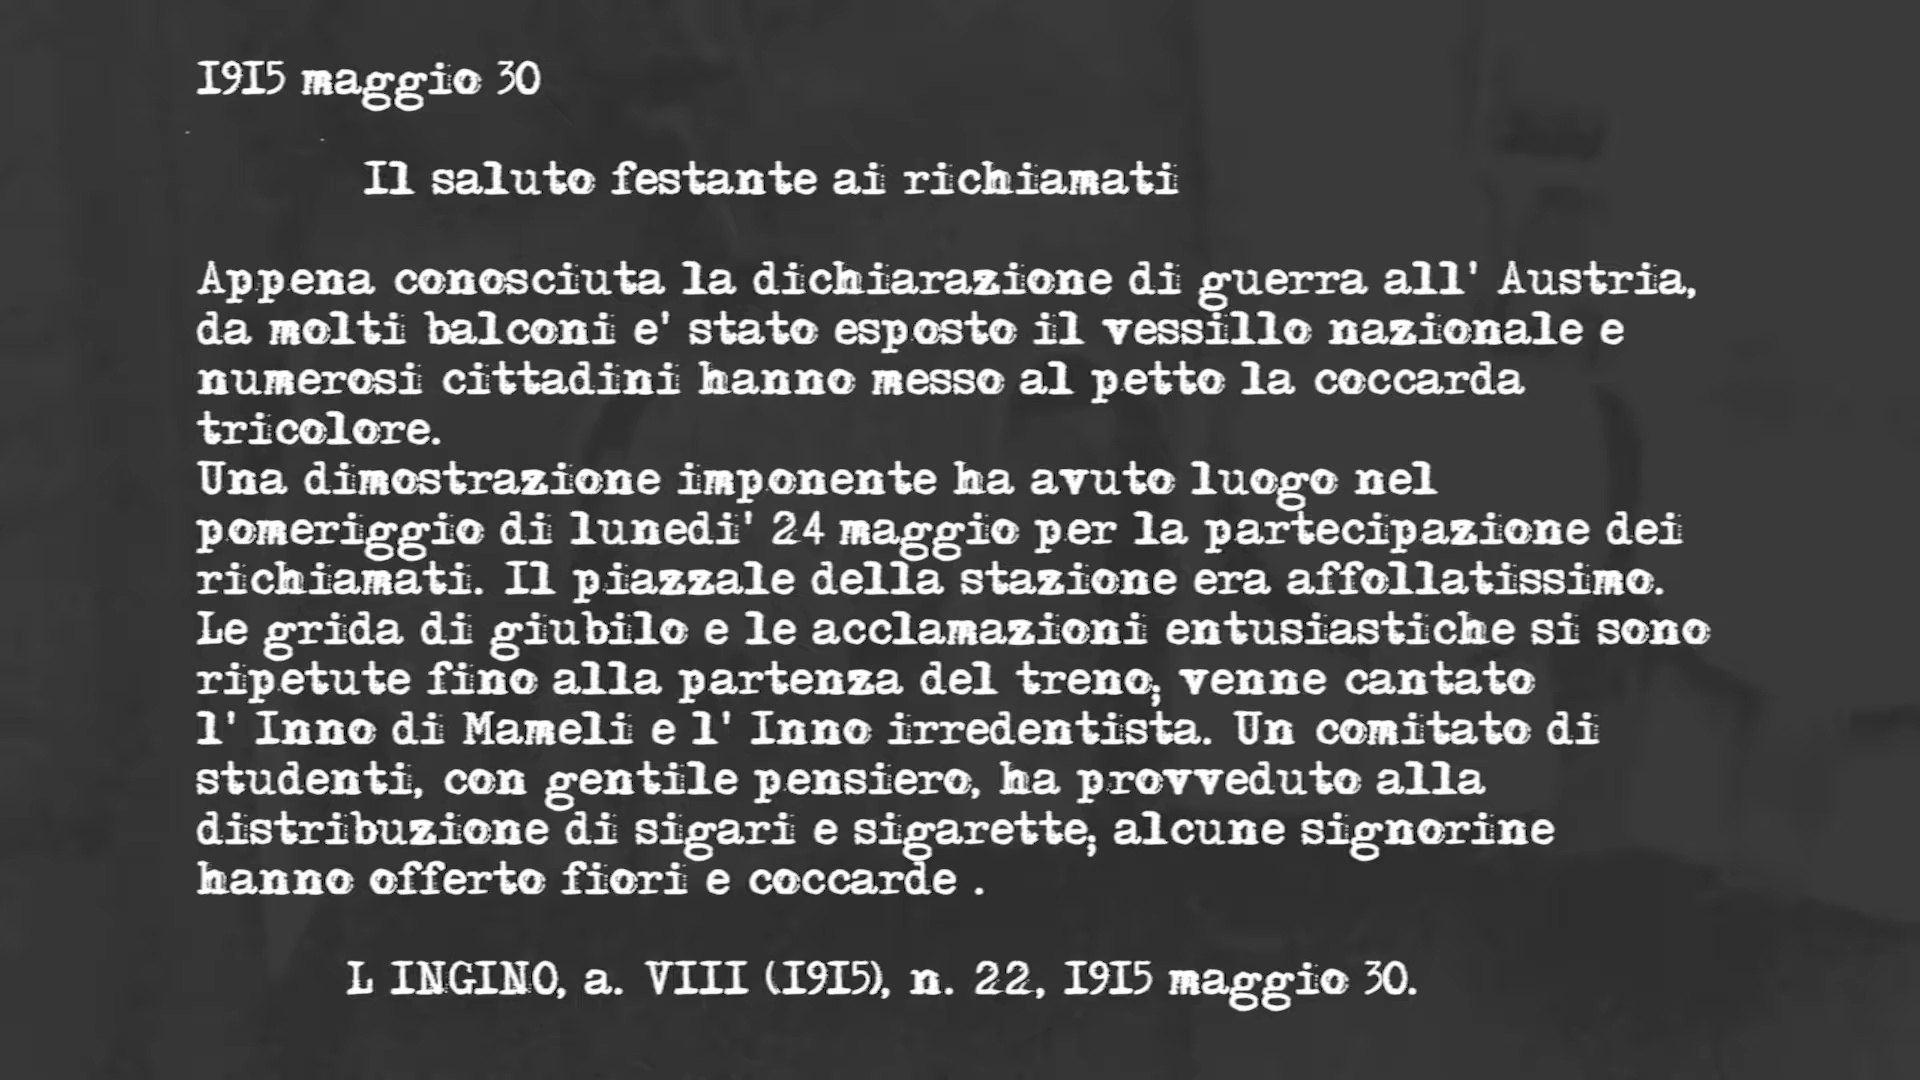 1915 maggio 30
Il saluto festante ai richiamati
Appena conosciuta la dichiarazione di guerra all' Austria,
da molti balconi e' stato esposto il vessillo nazionale e
numerosi cittadini hanno messo al petto la coccarda
tricolore.
Una dimostrazione imponente ha avuto luogo nel
pomeriggio di lunedi' 24 maggio per la partecipazione dei
richiamati. Il piazzale della stazione era affollatissimo.
Le grida di giubilo e le acclamazioni entusiastiche si sono
ripetute fino alla partenza del treno; venne cantato
l' Inno di Mameli e l' Inno irredentista. Un comitato di
studenti, con gentile pensiero, ha provveduto alla
distribuzione di sigari e sigarette; alcune signorine
hanno offerto fiori e coccarde .
L INGINO, a. VIII (1915), n. 22, 1915 maggio 30.